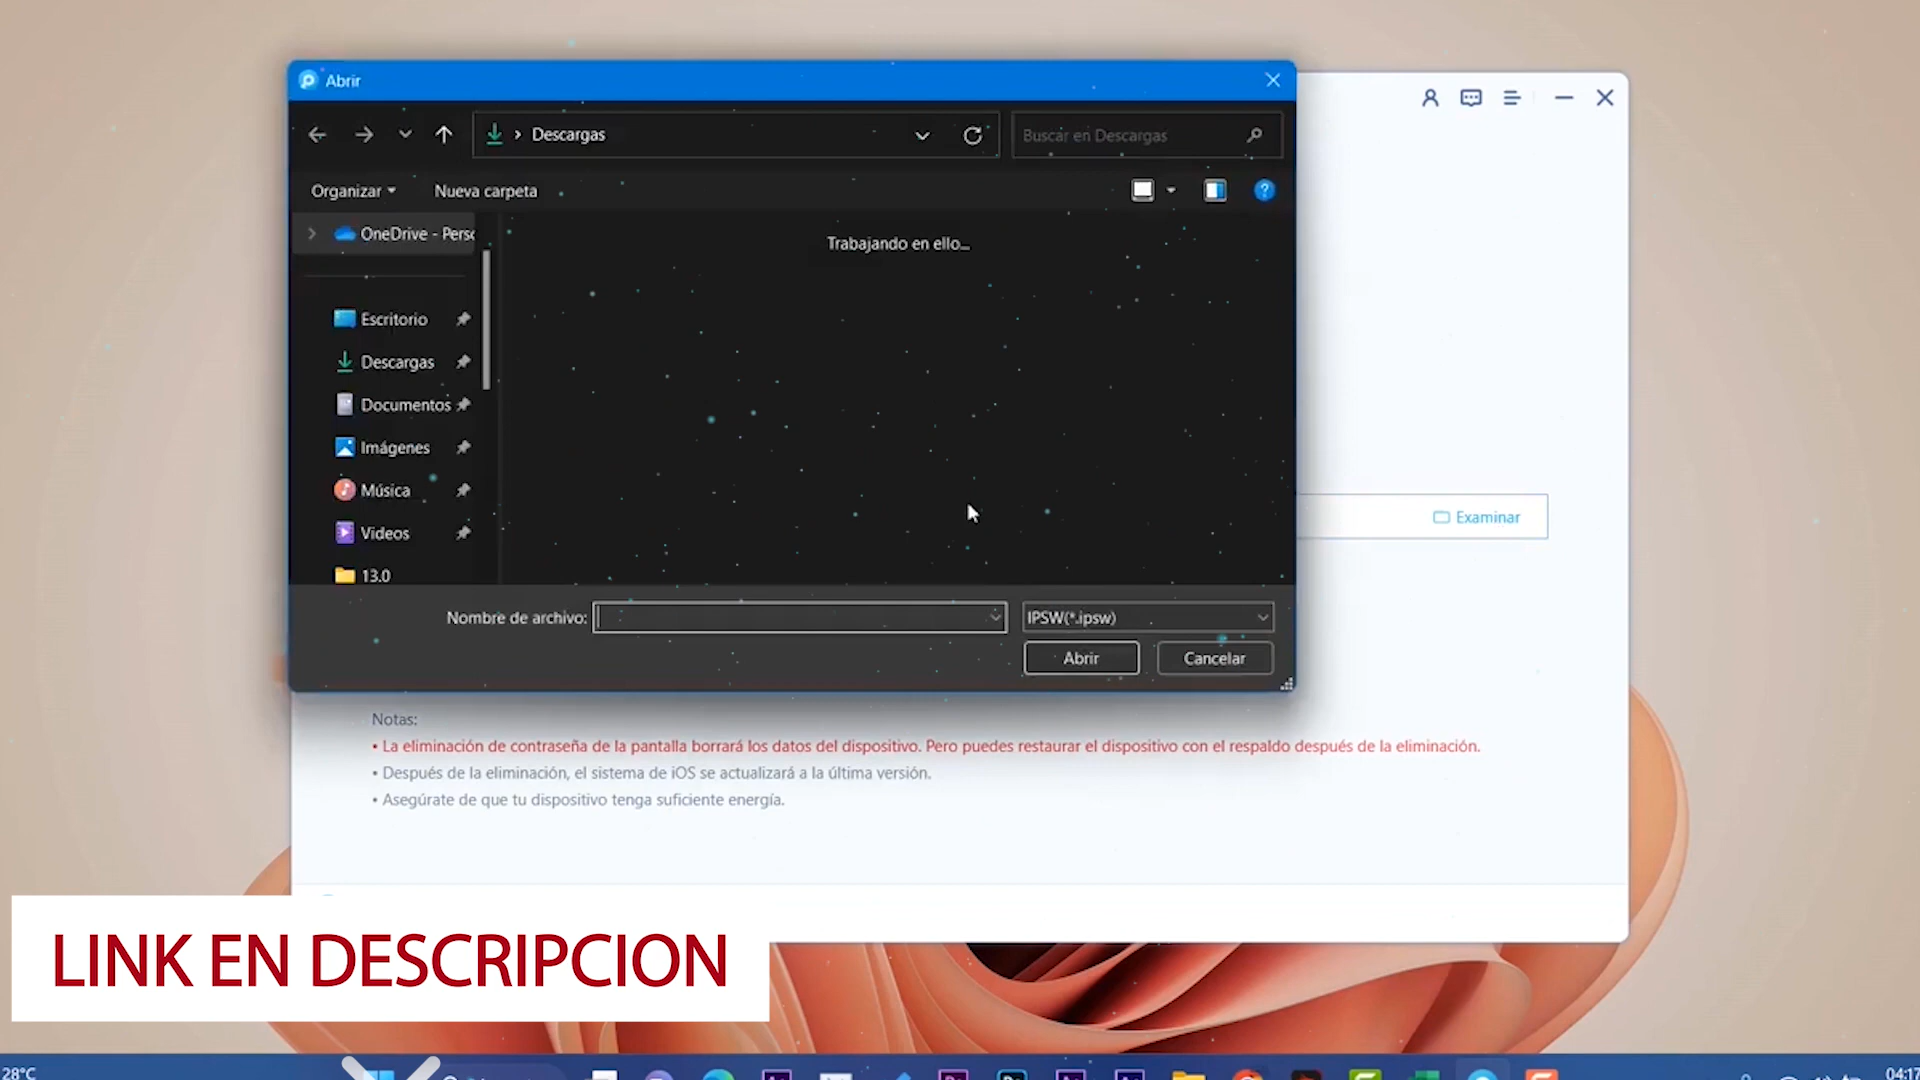 Abrir
Descargas
Buscar en Descargas
Organizar
Nueva carpeta
OneDrive - Perso
Trabajando en ello...
Escritorio
Descargas
Documentos
Imágenes
Música
Videos
13.0
Examinar
Nombre de archivo:
IPSW(*.ipsw)
Abrir
Cancelar
Notas:
• La eliminación de contraseña de la pantalla borrará los datos del dispositivo. Pero puedes restaurar el dispositivo con el respaldo después de la eliminación.
• Después de la eliminación, el sistema de iOS se actualizará a la última versión.
• Asegúrate de que tu dispositivo tenga suficiente energía.
LINK EN DESCRIPCION
28°C
04:17